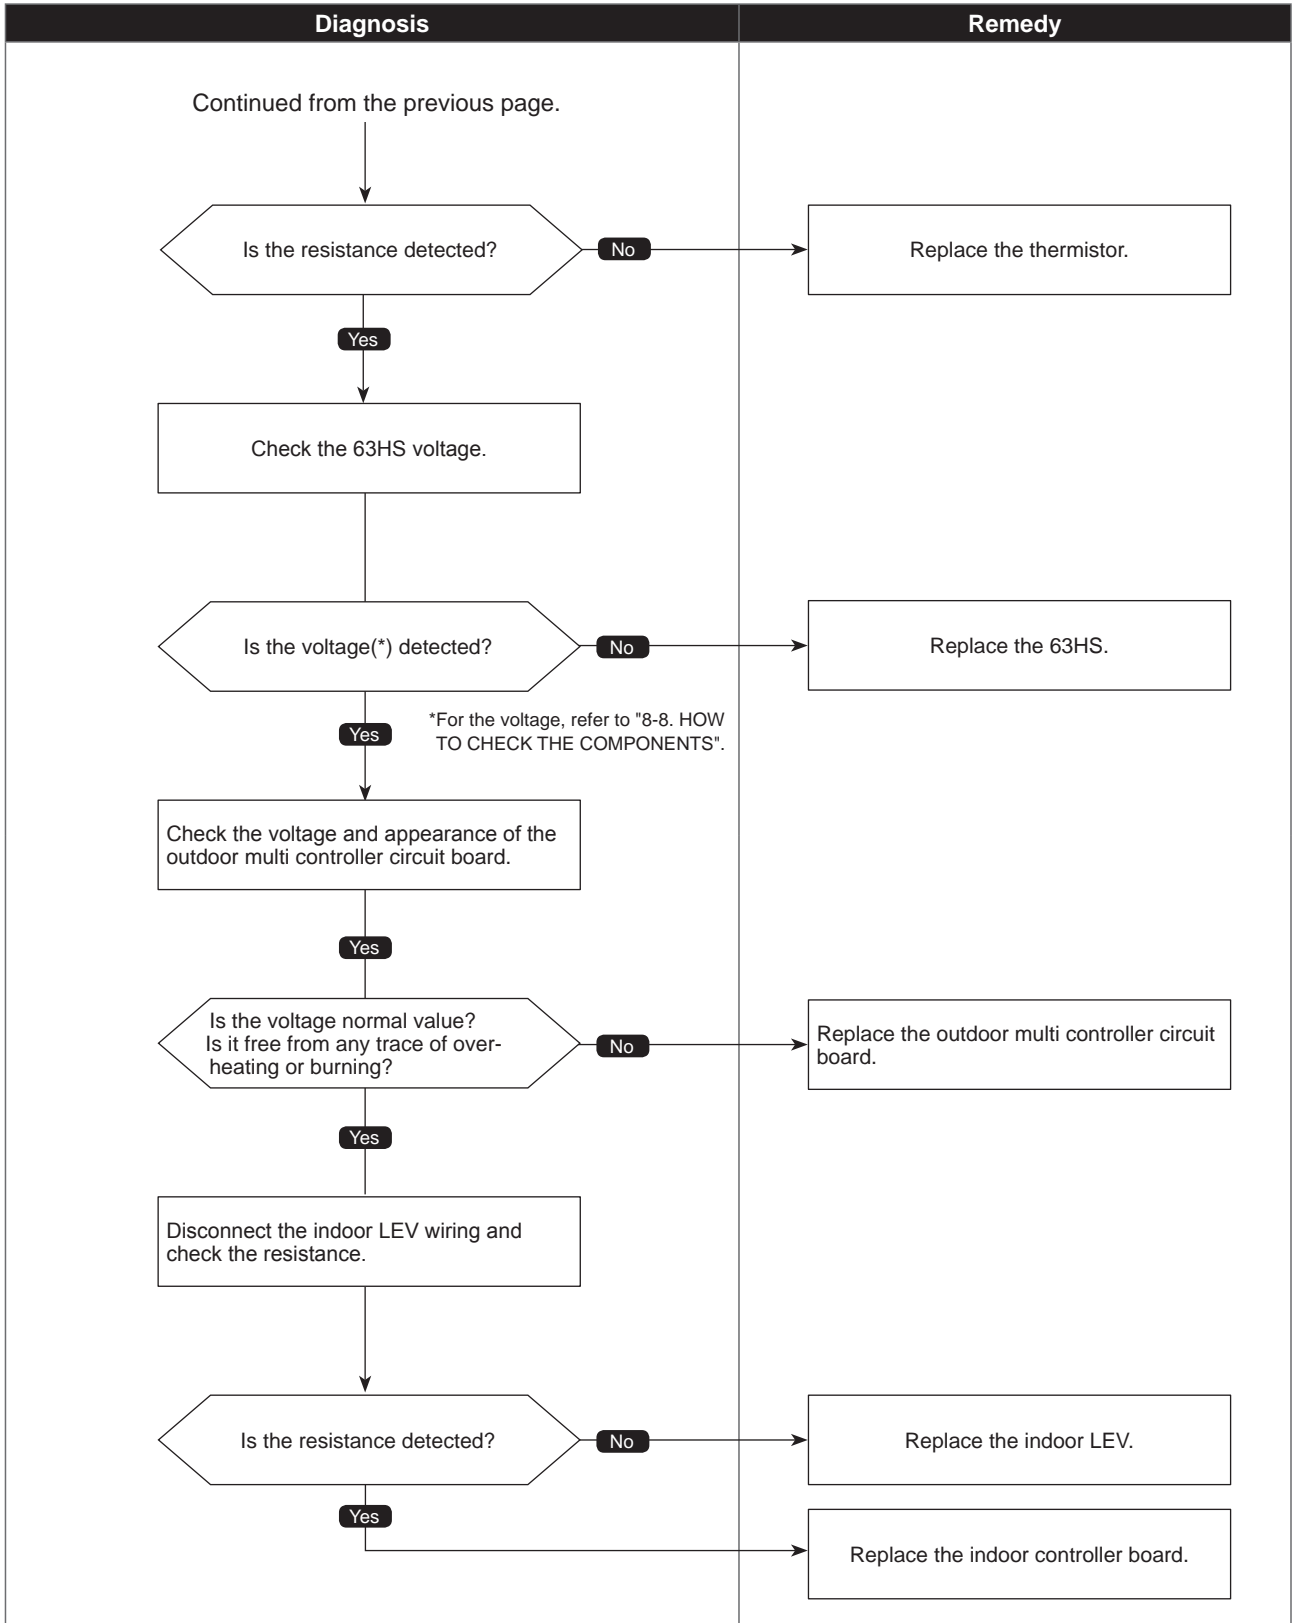 Diagnosis
Remedy
Continued from the previous page.
Is the resistance detected?
No
Replace the thermistor.
Yes
Check the 63HS voltage.
Is the voltage(*) detected?
No
Replace the 63HS.
Yes
*For the voltage, refer to "8-8. HOW
TO CHECK THE COMPONENTS".
Check the voltage and appearance of the
outdoor multi controller circuit board.
Yes
Is the voltage normal value?
Is it free from any trace of over-
heating or burning?
No
Replace the outdoor multi controller circuit
board.
Yes
Disconnect the indoor LEV wiring and
check the resistance.
Is the resistance detected?
No
Replace the indoor LEV.
Yes
Replace the indoor controller board.